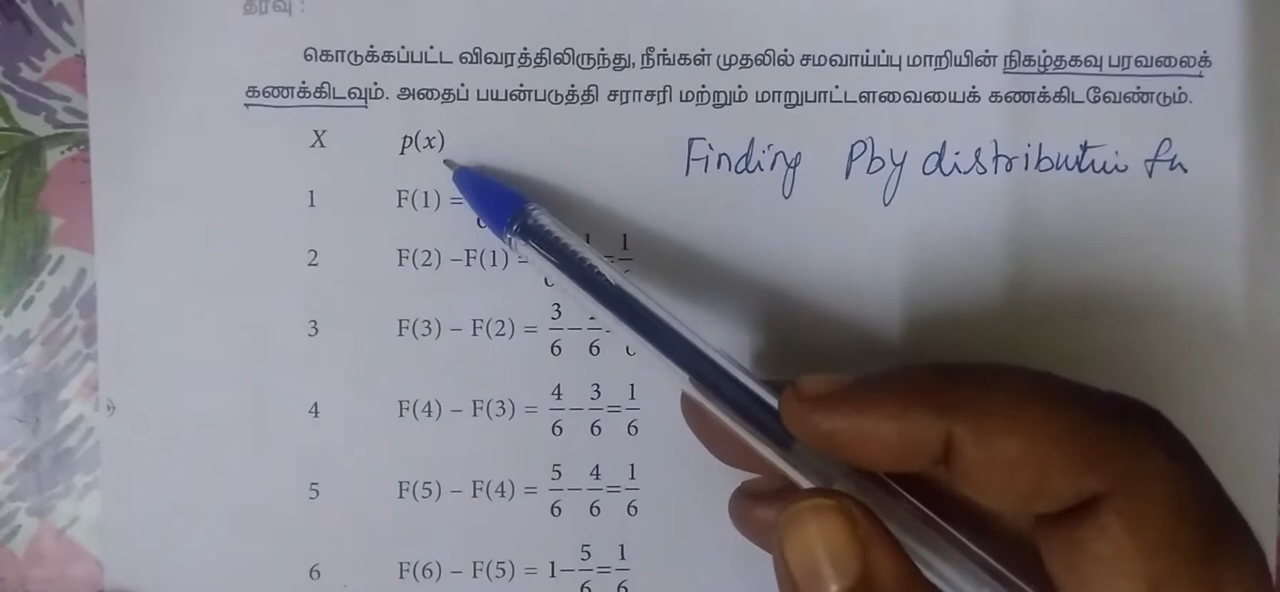 தரவு :
கொடுக்கப்பட்ட விவரத்திலிருந்து, நீங்கள் முதலில் சமவாய்ப்பு மாறியின் நிகழ்தகவு பரவலைக்
கணக்கிடவும். அதைப் பயன்படுத்தி சராசரி மற்றும் மாறுபாட்டளவையைக் கணக்கிடவேண்டும்.
X p(x)
Finding Pby distribution fn
1 F(1) =
2 F(2) –F(1) = 1
3 F(3) – F(2) = 3/6 –
4 F(4) – F(3) = 4/6 – 3/6 = 1/6
5 F(5) – F(4) = 5/6 – 4/6 = 1/6
6 F(6) – F(5) = 1 – 5/6 = 1/6